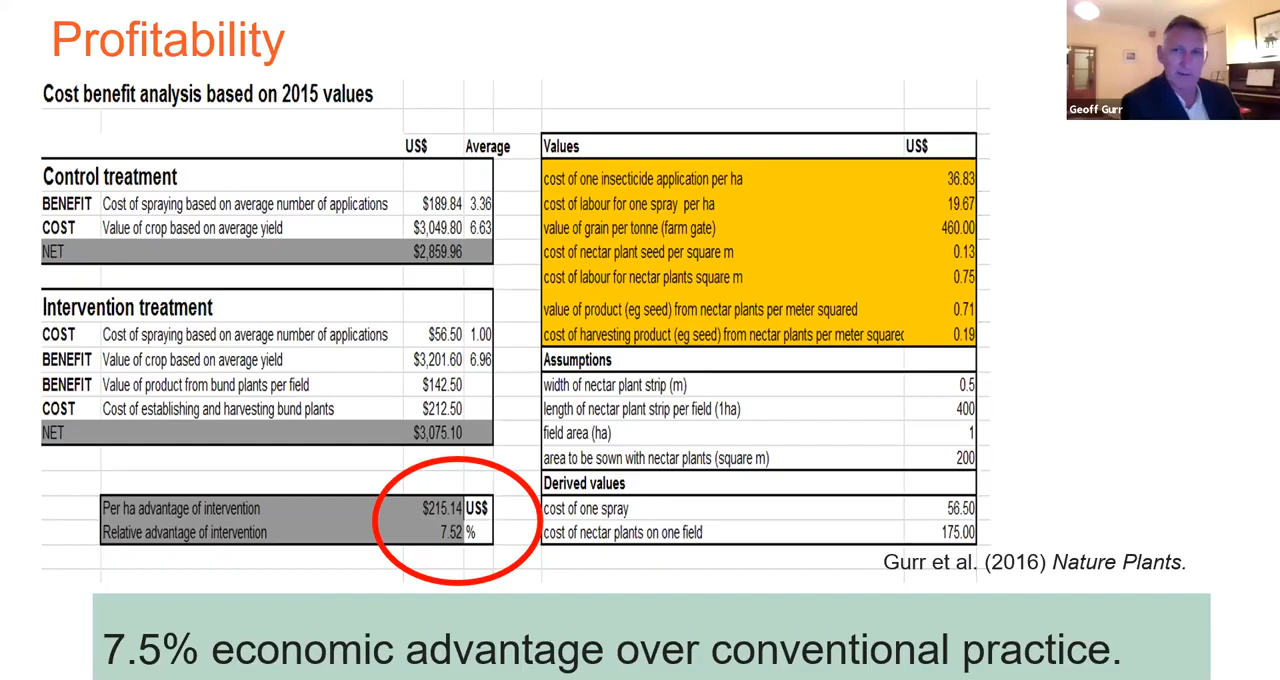 Profitability
Geoff Gurr
Cost benefit analysis based on 2015 values
US$ Average
Control treatment
BENEFIT Cost of spraying based on average number of applications $189.84 3.36
COST Value of crop based on average yield $3,049.80 6.63
NET $2,859.96
Intervention treatment
COST Cost of spraying based on average number of applications $56.50 1.00
BENEFIT Value of crop based on average yield $3,201.60 6.96
BENEFIT Value of product from bund plants per field $142.50
COST Cost of establishing and harvesting bund plants $212.50
NET $3,075.10
Per ha advantage of intervention $215.14 US$
Relative advantage of intervention 7.52 %
Values US$
cost of one insecticide application per ha 36.83
cost of labour for one spray per ha 19.67
value of grain per tonne (farm gate) 460.00
cost of nectar plant seed per square m 0.13
cost of labour for nectar plants square m 0.75
value of product (eg seed) from nectar plants per meter squared 0.71
cost of harvesting product (eg seed) from nectar plants per meter squared 0.19
Assumptions
width of nectar plant strip (m) 0.5
length of nectar plant strip per field (1ha) 400
field area (ha) 1
area to be sown with nectar plants (square m) 200
Derived values
cost of one spray 56.50
cost of nectar plants on one field 175.00
Gurr et al. (2016) Nature Plants.
7.5% economic advantage over conventional practice.